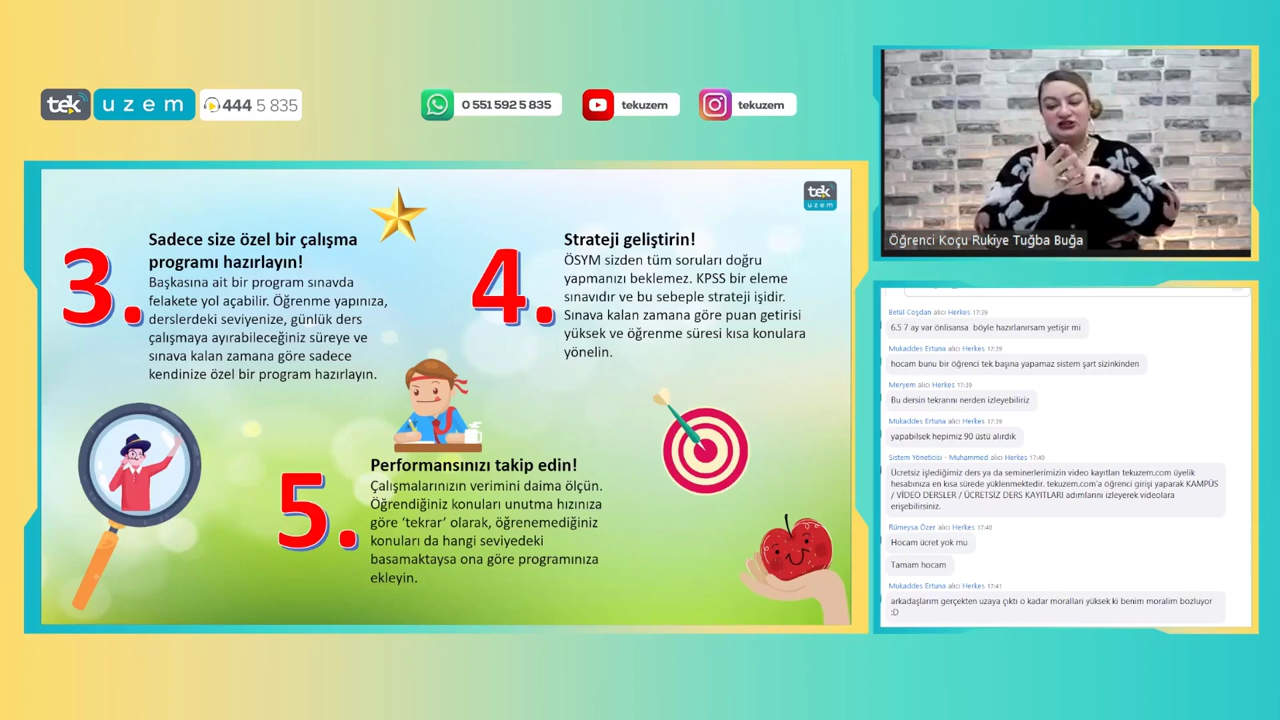 tek uzem 444 5 835
0 551 592 5 835
tekuzem
tekuzem
tek
uzem
3.
Sadece size özel bir çalışma
programı hazırlayın!
Başkasına ait bir program sınavda
felakete yol açabilir. Öğrenme yapınıza,
derslerdeki seviyenize, günlük ders
çalışmaya ayırabileceğiniz süreye ve
sınava kalan zamana göre sadece
kendinize özel bir program hazırlayın.
4.
Strateji geliştirin!
ÖSYM sizden tüm soruları doğru
yapmanızı beklemez. KPSS bir eleme
sınavıdır ve bu sebeple strateji işidir.
Sınava kalan zamana göre puan getirisi
yüksek ve öğrenme süresi kısa konulara
yönelin.
5.
Performansınızı takip edin!
Çalışmalarınızın verimini daima ölçün.
Öğrendiğiniz konuları unutma hızınıza
göre ‘tekrar’ olarak, öğrenemediğiniz
konuları da hangi seviyedeki
basamaktaysa ona göre programınıza
ekleyin.
Öğrenci Koçu Rukiye Tuğba Buğa
Betül Coşdan alıcı Herkes 17:39
6.5 7 ay var önlisansa böyle hazırlanırsam yetişir mi
Mukaddes Ertuna alıcı Herkes 17:39
hocam bunu bir öğrenci tek başına yapamaz sistem şart sizinkinden
Meryem alıcı Herkes 17:39
Bu dersin tekrarını nerden izleyebiliriz
Mukaddes Ertuna alıcı Herkes 17:39
yapabilsek hepimiz 90 üstü alırdık
Sistem Yöneticisi - Muhammed alıcı Herkes 17:40
Ücretsiz işlediğimiz ders ya da seminerlerimizin video kayıtları tekuzem.com üyelik
hesabınıza en kısa sürede yüklenmektedir. tekuzem.com'a öğrenci girişi yaparak KAMPÜS
/ VİDEO DERSLER / ÜCRETSİZ DERS KAYITLARI adımlarını izleyerek videolara
erişebilirsiniz.
Rümeysa Özer alıcı Herkes 17:40
Hocam ücret yok mu
Tamam hocam
Mukaddes Ertuna alıcı Herkes 17:41
arkadaşlarım gerçekten uzaya çıktı o kadar moralları yüksek ki benim moralim bozluyor
:D